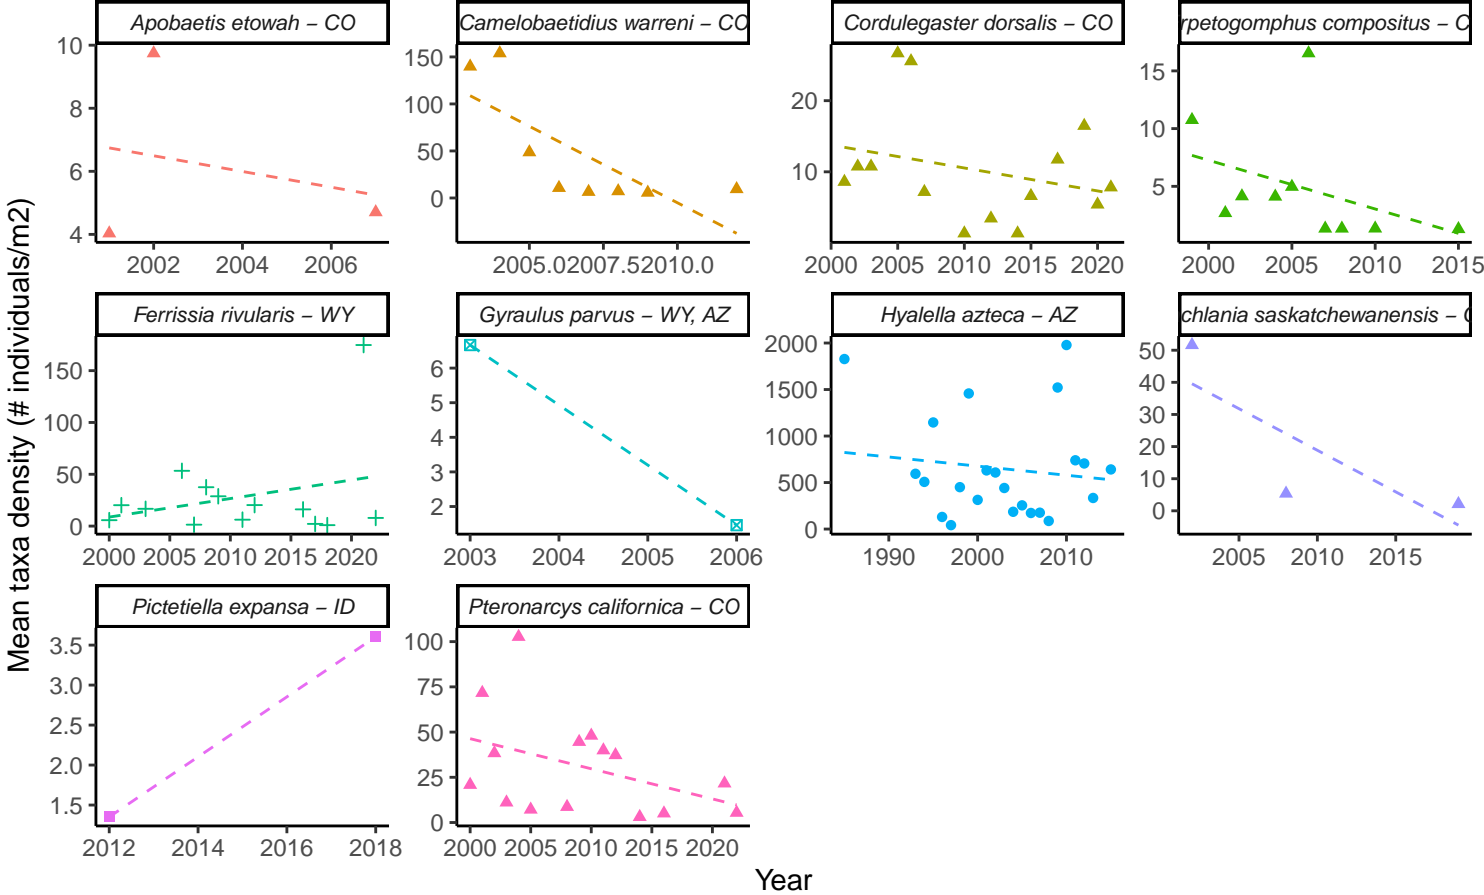 Apobaetis etowah – CO
Camelobaetidius warreni – CO
Cordulegaster dorsalis – CO
rpetogomphus compositus – C
10
8
6
4
2002 2004 2006
150
100
50
0
2005.0 2007.5 2010.0
20
10
2000 2005 2010 2015 2020
15
10
5
2000 2005 2010 2015
Mean taxa density (# individuals/m2)
Ferrissia rivularis – WY
Gyraulus parvus – WY, AZ
Hyalella azteca – AZ
chlania saskatchewanensis – C
150
100
50
0
2000 2005 2010 2015 2020
6
5
4
3
2
2003 2004 2005 2006
2000
1500
1000
500
0
1990 2000 2010
50
40
30
20
10
0
2005 2010 2015
Pictetiella expansa – ID
Pteronarcys californica – CO
3.5
3.0
2.5
2.0
1.5
2012 2014 2016 2018
100
75
50
25
0
2000 2005 2010 2015 2020
Year